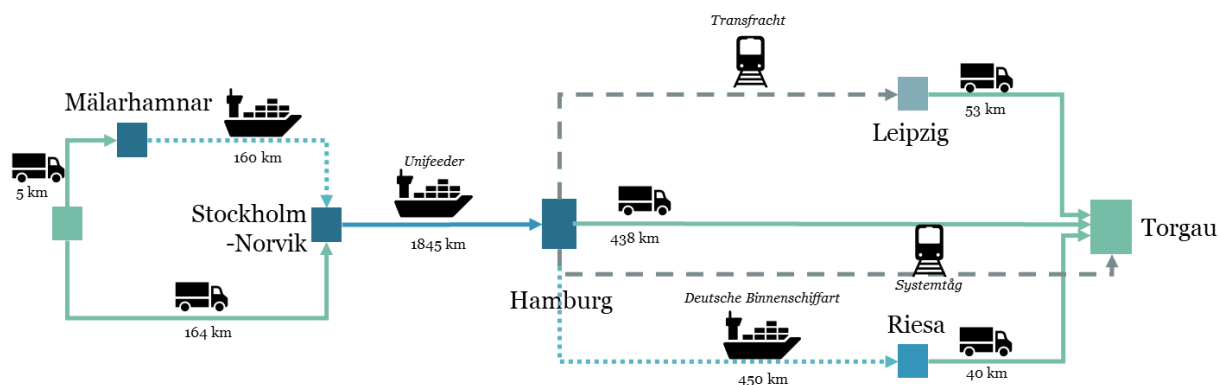 Transfracht
53 km
Mälarhamnar
Leipzig
160 km
Unifeeder
5 km
Stockholm
-Norvik
1845 km
438 km
Torgau
Systemtåg
Hamburg
Deutsche Binnenschiffart
Riesa
164 km
450 km
40 km